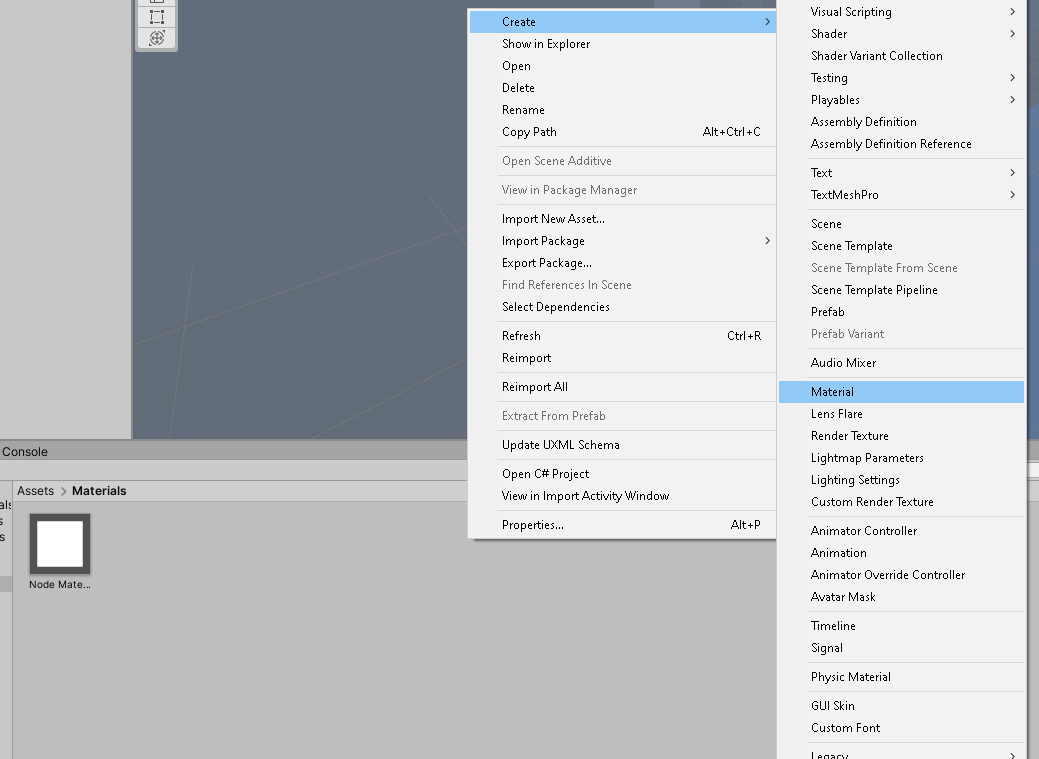 Create
Show in Explorer
Open
Delete
Rename
Copy Path Alt+Ctrl+C
Open Scene Additive
View in Package Manager
Import New Asset...
Import Package
Export Package...
Find References In Scene
Select Dependencies
Refresh Ctrl+R
Reimport
Reimport All
Extract From Prefab
Update UXML Schema
Open C# Project
View in Import Activity Window
Properties... Alt+P
Visual Scripting
Shader
Shader Variant Collection
Testing
Playables
Assembly Definition
Assembly Definition Reference
Text
TextMeshPro
Scene
Scene Template
Scene Template From Scene
Scene Template Pipeline
Prefab
Prefab Variant
Audio Mixer
Material
Lens Flare
Render Texture
Lightmap Parameters
Lighting Settings
Custom Render Texture
Animator Controller
Animation
Animator Override Controller
Avatar Mask
Timeline
Signal
Physic Material
GUI Skin
Custom Font
Legacy
Console
Assets > Materials
Node Mate...